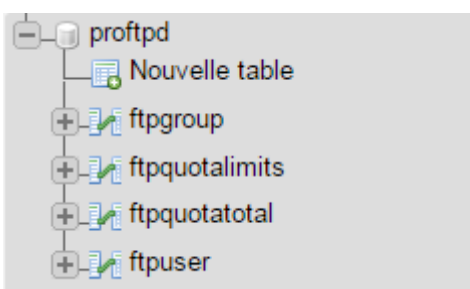 proftpd
Nouvelle table
ftpgroup
ftpquotalimits
ftpquotatotal
ftpuser